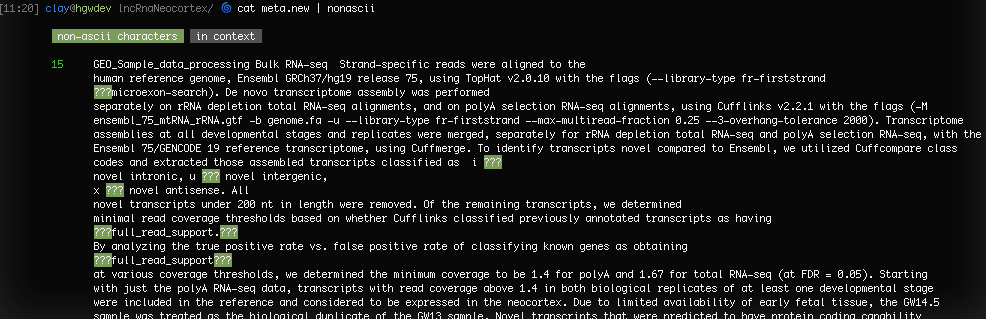 [11:20] clay@hgwdev lncRnaNeocortex/ 🌀 cat meta.new | nonascii
non-ascii characters in context
15 GEO_Sample_data_processing Bulk RNA-seq  Strand-specific reads were aligned to the
human reference genome, Ensembl GRCh37/hg19 release 75, using TopHat v2.0.10 with the flags (--library-type fr-firststrand
???microexon-search). De novo transcriptome assembly was performed
separately on rRNA depletion total RNA-seq alignments, and on polyA selection RNA-seq alignments, using Cufflinks v2.2.1 with the flags (-M
ensembl_75_mtRNA_rRNA.gtf -b genome.fa -u --library-type fr-firststrand --max-multiread-fraction 0.25 --3-overhang-tolerance 2000). Transcriptome
assemblies at all developmental stages and replicates were merged, separately for rRNA depletion total RNA-seq and polyA selection RNA-seq, with the
Ensembl 75/GENCODE 19 reference transcriptome, using Cuffmerge. To identify transcripts novel compared to Ensembl, we utilized Cuffcompare class
codes and extracted those assembled transcripts classified as  i ???
novel intronic, u ??? novel intergenic,
x ??? novel antisense. All
novel transcripts under 200 nt in length were removed. Of the remaining transcripts, we determined
minimal read coverage thresholds based on whether Cufflinks classified previously annotated transcripts as having
???full_read_support.???
By analyzing the true positive rate vs. false positive rate of classifying known genes as obtaining
???full_read_support???
at various coverage thresholds, we determined the minimum coverage to be 1.4 for polyA and 1.67 for total RNA-seq (at FDR = 0.05). Starting
with just the polyA RNA-seq data, transcripts with read coverage above 1.4 in both biological replicates of at least one developmental stage
were included in the reference and considered to be expressed in the neocortex. Due to limited availability of early fetal tissue, the GW14.5
sample was treated as the biological duplicate of the GW13 sample. Novel transcripts that were predicted to have protein coding capability